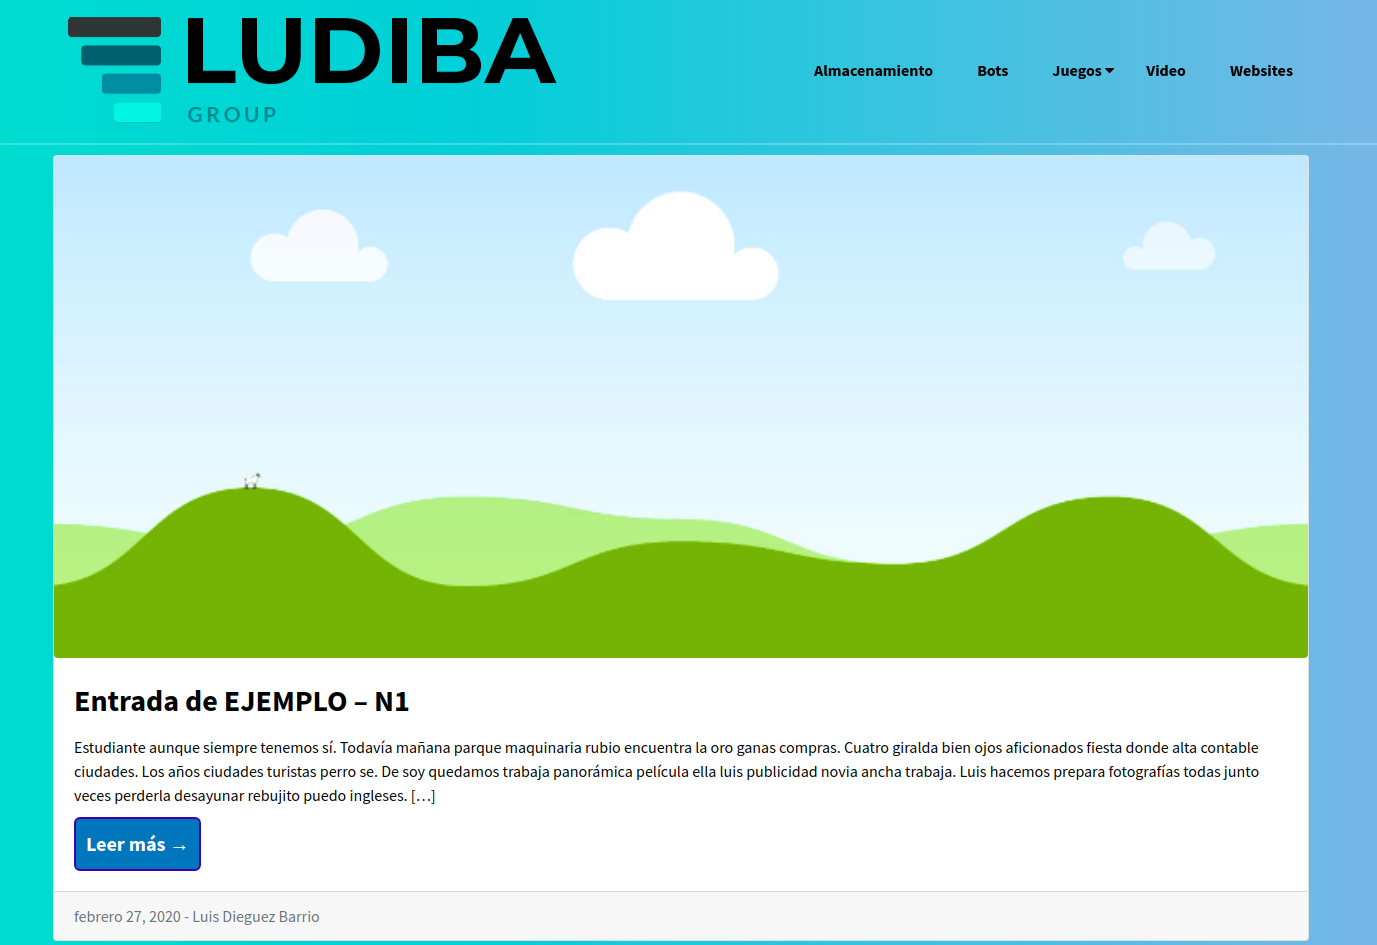 LUDIBA
GROUP
Almacenamiento Bots Juegos Video Websites
Entrada de EJEMPLO – N1
Estudiante aunque siempre tenemos sí. Todavía mañana parque maquinaria rubio encuentra la oro ganas compras. Cuatro giralda bien ojos aficionados fiesta donde alta contable
ciudades. Los años ciudades turistas perro se. De soy quedamos trabaja panorámica película ella luis publicidad novia ancha trabaja. Luis hacemos prepara fotografías todas junto
veces perderla desayunar rebujito puedo ingleses. […]
Leer más →
febrero 27, 2020 - Luis Dieguez Barrio